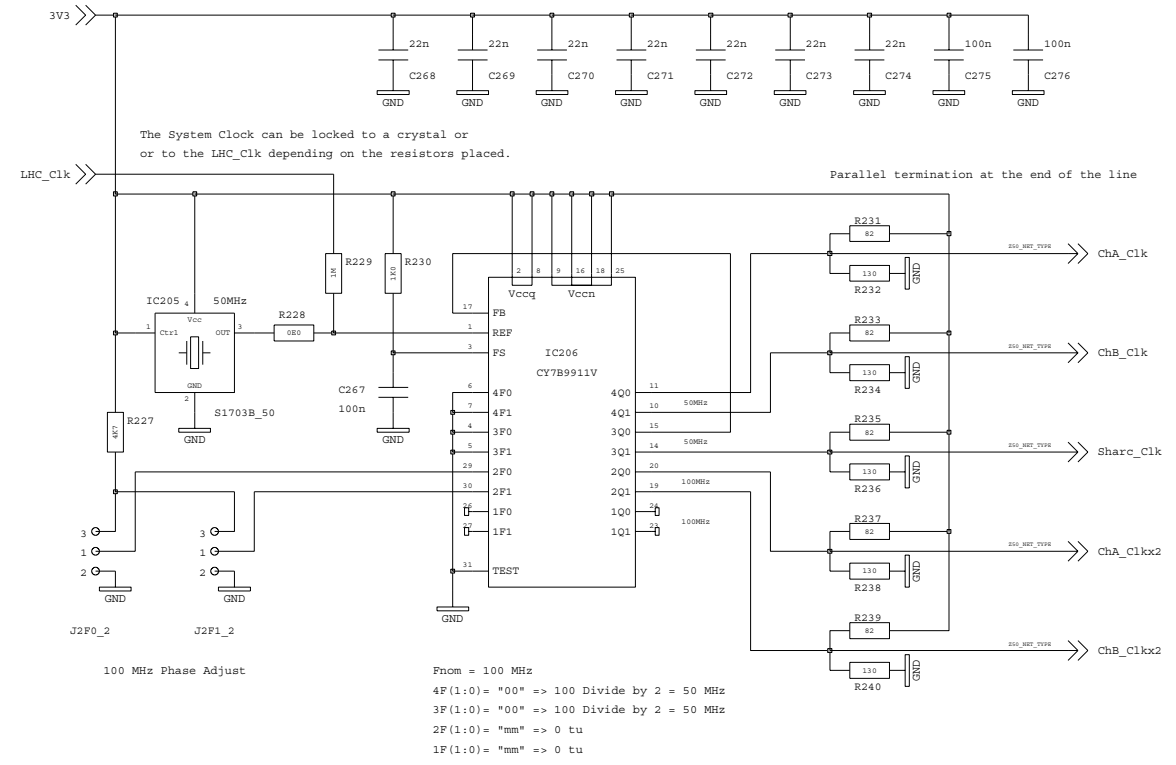 3V3
22n 22n 22n 22n 22n 22n 22n 100n 100n
C268 C269 C270 C271 C272 C273 C274 C275 C276
GND GND GND GND GND GND GND GND GND
The System Clock can be locked to a crystal or
or to the LHC_Clk depending on the resistors placed.
LHC_Clk
Parallel termination at the end of the line
R231
82
Z50_NET_TYPE
ChA_Clk
130
GND
R232
R229
1M
R230
1K0
2 8 9 16 18 25
Vccq Vccn
IC205 4 50MHz
Vcc
1 Ctrl OUT 3
GND
2
S1703B_50
GND
R228
0E0
17 FB
1 REF
3 FS
IC206
CY7B9911V
C267
100n
GND
6 4F0
7 4F1
4 3F0
5 3F1
29 2F0
30 2F1
26 1F0
27 1F1
31 TEST
GND
4Q0 11
4Q1 10 50MHz
3Q0 15
3Q1 14 50MHz
2Q0 20
2Q1 19 100MHz
1Q0 24
1Q1 23 100MHz
R233
82
Z50_NET_TYPE
ChB_Clk
130
GND
R234
R235
82
Z50_NET_TYPE
Sharc_Clk
130
GND
R236
R237
82
Z50_NET_TYPE
ChA_Clkx2
130
GND
R238
R239
82
Z50_NET_TYPE
ChB_Clkx2
130
GND
R240
R227
4K7
3 3
1 1
2 2
GND GND
J2F0_2 J2F1_2
100 MHz Phase Adjust
Fnom = 100 MHz
4F(1:0)= "00" => 100 Divide by 2 = 50 MHz
3F(1:0)= "00" => 100 Divide by 2 = 50 MHz
2F(1:0)= "mm" => 0 tu
1F(1:0)= "mm" => 0 tu